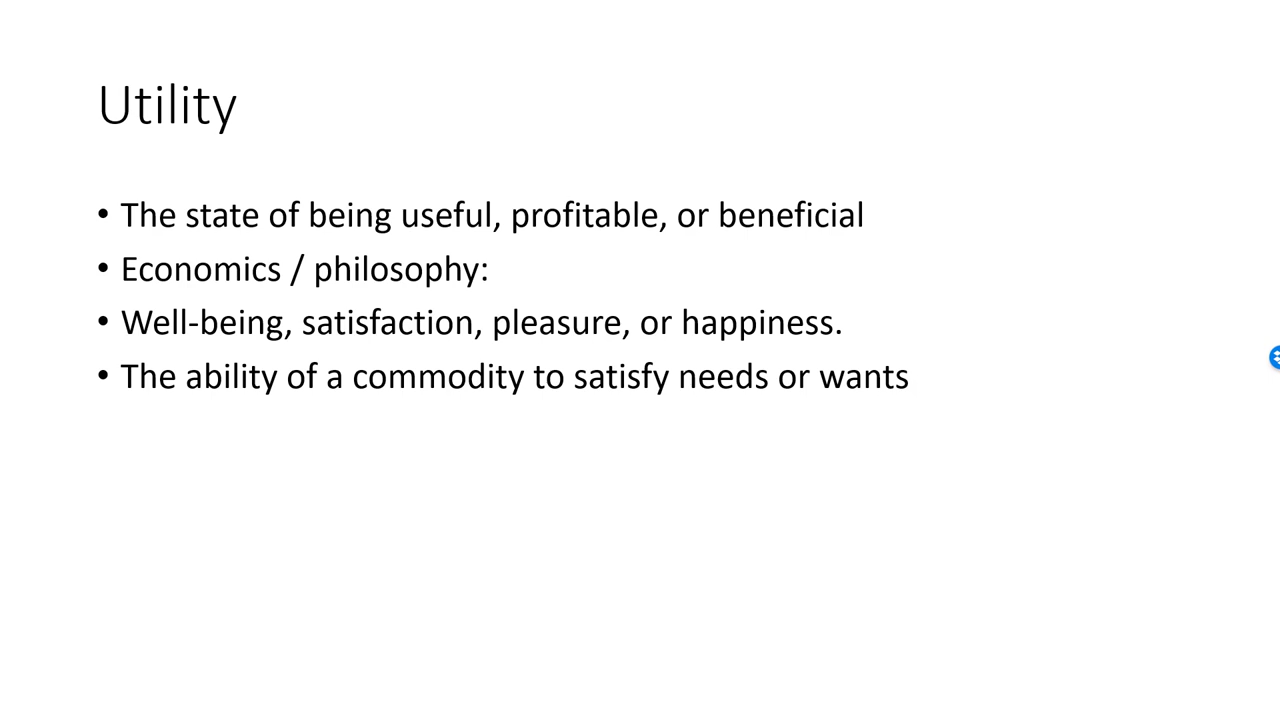 Utility
• The state of being useful, profitable, or beneficial
• Economics / philosophy:
• Well-being, satisfaction, pleasure, or happiness.
• The ability of a commodity to satisfy needs or wants